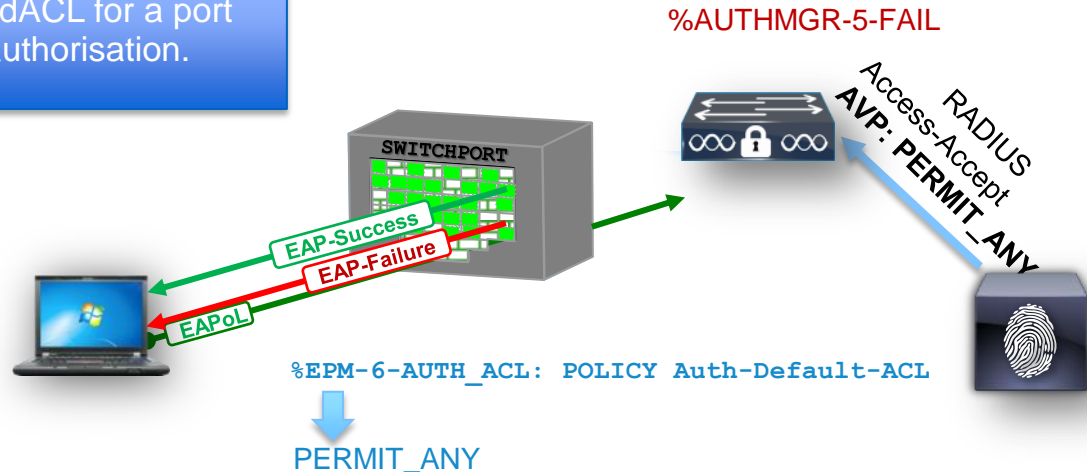 dACL for a port
authorisation.
%AUTHMGR-5-FAIL
RADIUS
Access-Accept
AVP: PERMIT_ANY
SWITCHPORT
EAP-Success
EAP-Failure
EAPoL
%EPM-6-AUTH_ACL: POLICY Auth-Default-ACL
PERMIT_ANY